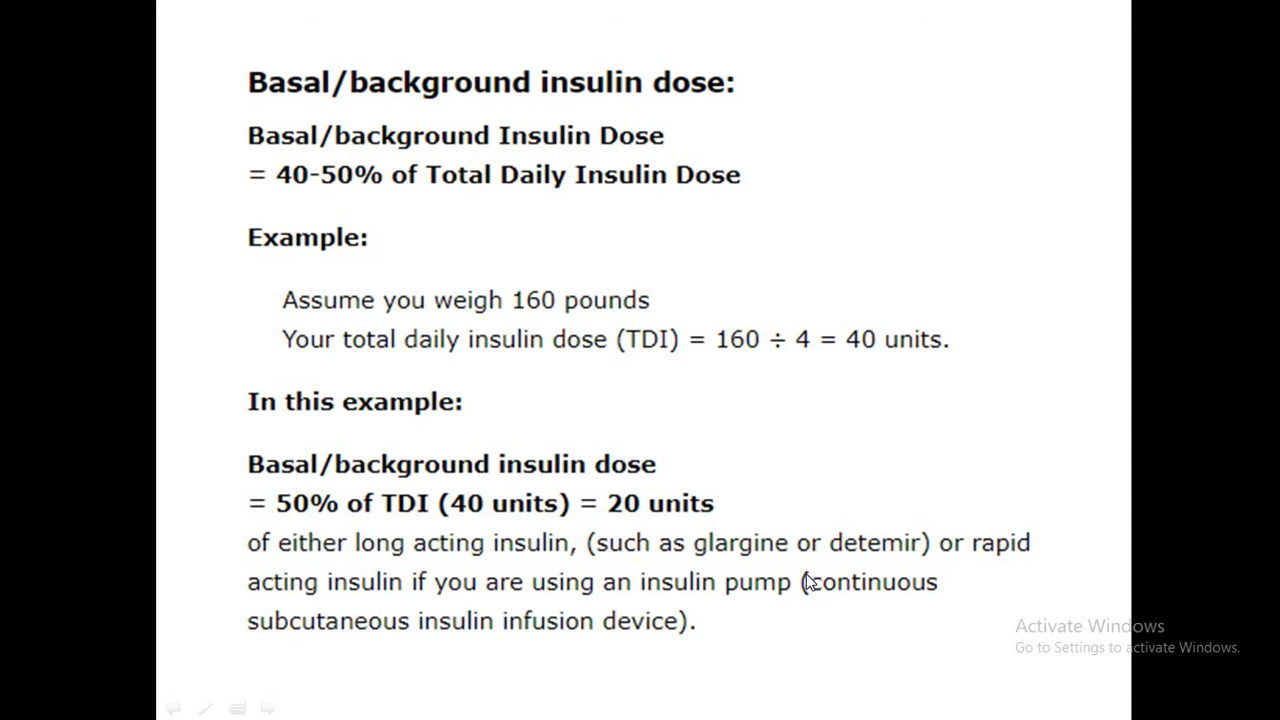 Basal/background insulin dose:
Basal/background Insulin Dose
= 40-50% of Total Daily Insulin Dose
Example:
Assume you weigh 160 pounds
Your total daily insulin dose (TDI) = 160 ÷ 4 = 40 units.
In this example:
Basal/background insulin dose
= 50% of TDI (40 units) = 20 units
of either long acting insulin, (such as glargine or detemir) or rapid
acting insulin if you are using an insulin pump (continuous
subcutaneous insulin infusion device).
Activate Windows
Go to Settings to activate Windows.